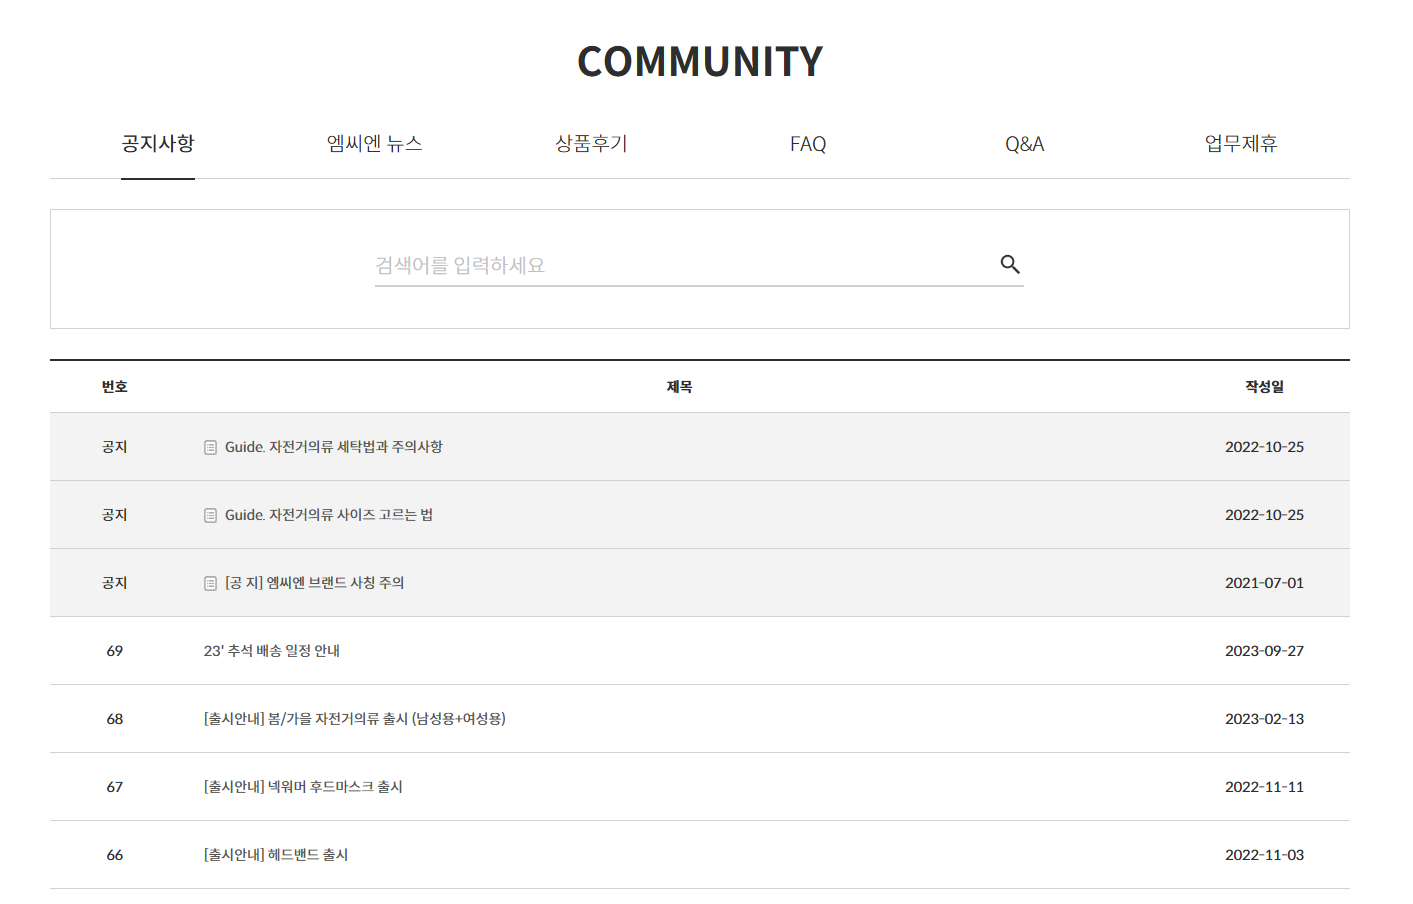 COMMUNITY
공지사항 엠씨엔 뉴스 상품후기 FAQ Q&A 업무제휴
검색어를 입력하세요
번호 제목 작성일
공지 Guide. 자전거의류 세탁법과 주의사항 2022-10-25
공지 Guide. 자전거의류 사이즈 고르는 법 2022-10-25
공지 [공 지] 엠씨엔 브랜드 사칭 주의 2021-07-01
69 23' 추석 배송 일정 안내 2023-09-27
68 [출시안내] 봄/가을 자전거의류 출시 (남성용+여성용) 2023-02-13
67 [출시안내] 넥워머 후드마스크 출시 2022-11-11
66 [출시안내] 헤드밴드 출시 2022-11-03